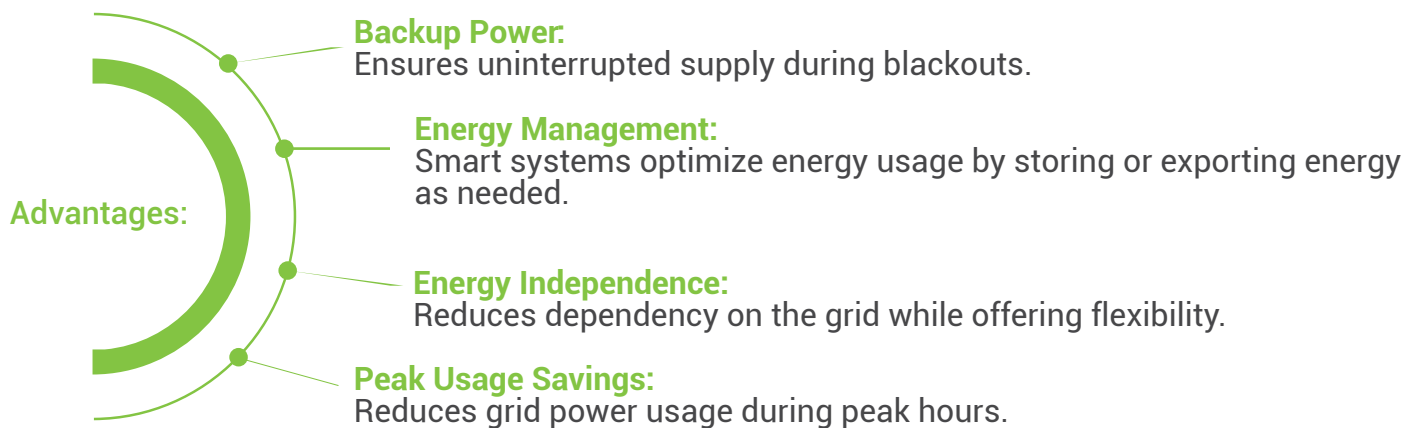 Advantages:
Backup Power:
Ensures uninterrupted supply during blackouts.
Energy Management:
Smart systems optimize energy usage by storing or exporting energy
as needed.
Energy Independence:
Reduces dependency on the grid while offering flexibility.
Peak Usage Savings:
Reduces grid power usage during peak hours.